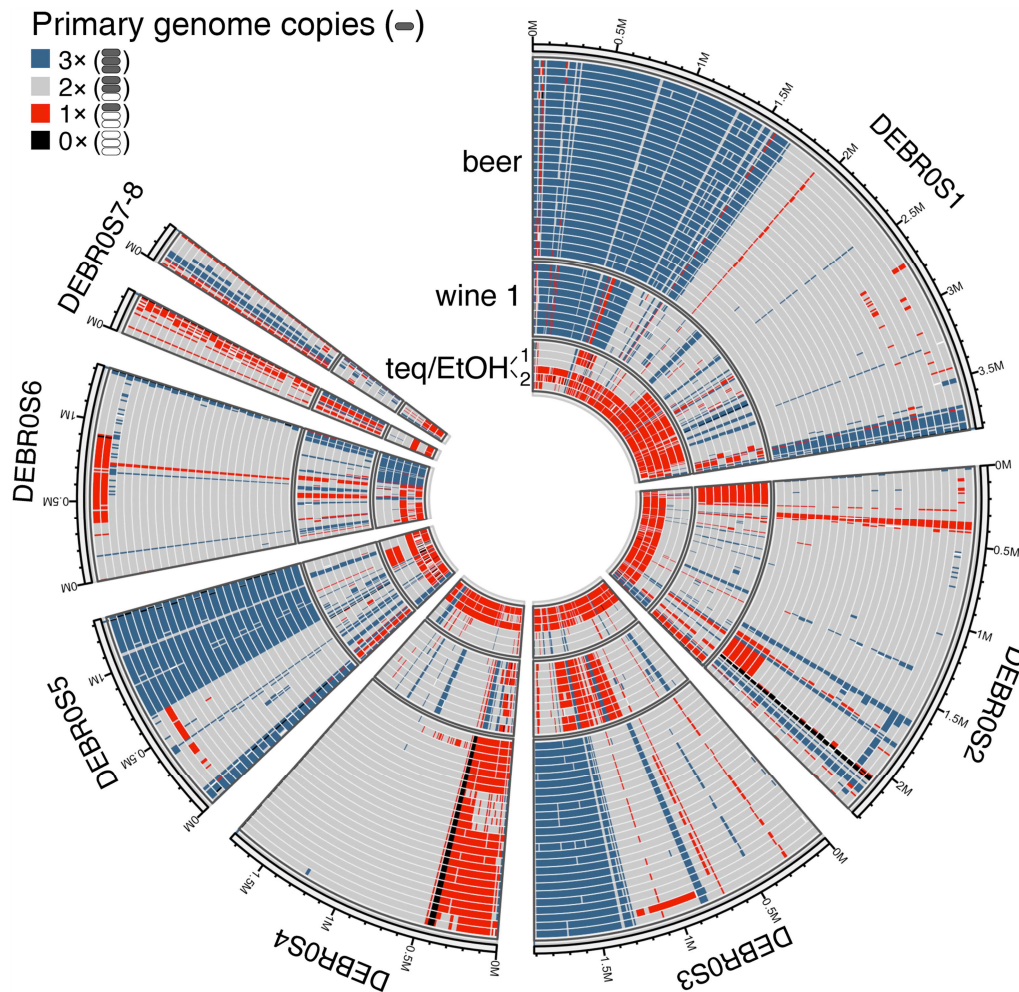 Primary genome copies ( )
3× ( )
2× ( )
1× ( )
0× ( )
beer
wine 1
teq/EtOH
1
2
DEBR0S1
0M
0.5M
1M
1.5M
2M
2.5M
3M
3.5M
DEBR0S2
0M
0.5M
1M
1.5M
2M
DEBR0S3
0M
0.5M
1M
1.5M
DEBR0S4
0M
0.5M
1M
1.5M
DEBR0S5
0M
0.5M
1M
DEBR0S6
0M
0.5M
1M
DEBR0S7-8
0M
0M